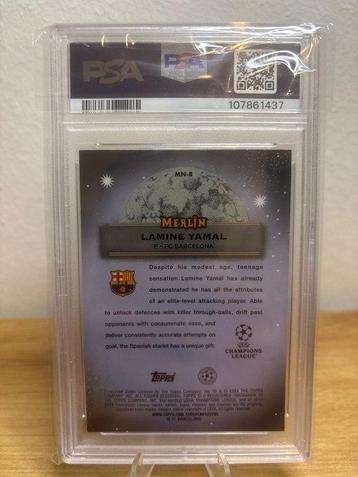 PSA
PSA
107861437
MN-8
MERLIN
LAMINE YAMAL
F • FC BARCELONA
Despite his modest age, teenage
sensation Lamine Yamal has already
demonstrated he has all the attributes
of an elite-level attacking player. Able
to unlock defences with killer through-balls, drift past
opponents with consummate ease, and
deliver consistently accurate attempts
on goal, the Spanish starlet has a unique gift.
CHAMPIONS
LEAGUE
TOPPS